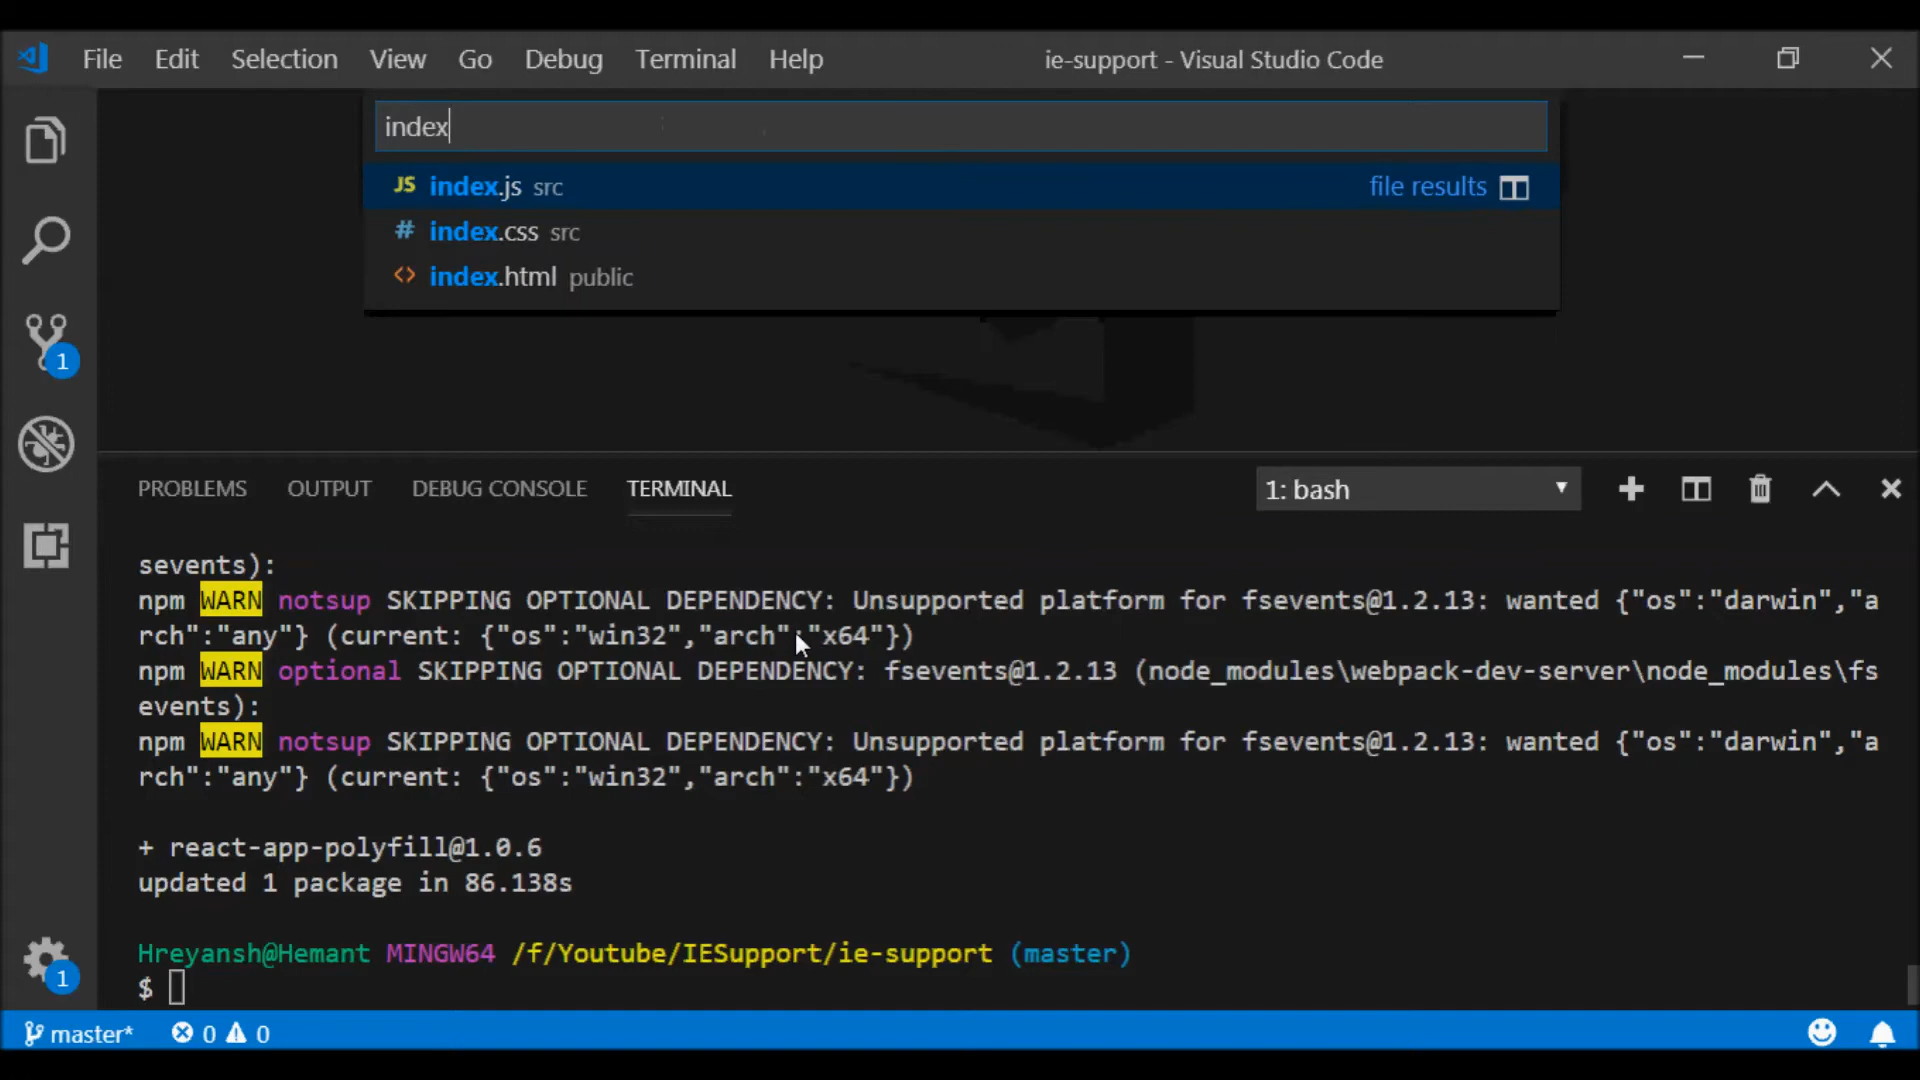 File Edit Selection View Go Debug Terminal Help ie-support - Visual Studio Code
index
JS index.js src file results
# index.css src
<> index.html public
1
PROBLEMS OUTPUT DEBUG CONSOLE TERMINAL 1: bash
sevents):
npm WARN notsup SKIPPING OPTIONAL DEPENDENCY: Unsupported platform for fsevents@1.2.13: wanted {"os":"darwin","a
rch":"any"} (current: {"os":"win32","arch":"x64"})
npm WARN optional SKIPPING OPTIONAL DEPENDENCY: fsevents@1.2.13 (node_modules\webpack-dev-server\node_modules\fs
events):
npm WARN notsup SKIPPING OPTIONAL DEPENDENCY: Unsupported platform for fsevents@1.2.13: wanted {"os":"darwin","a
rch":"any"} (current: {"os":"win32","arch":"x64"})
+ react-app-polyfill@1.0.6
updated 1 package in 86.138s
Hreyansh@Hemant MINGW64 /f/Youtube/IESupport/ie-support (master)
1
$
master* 0 0